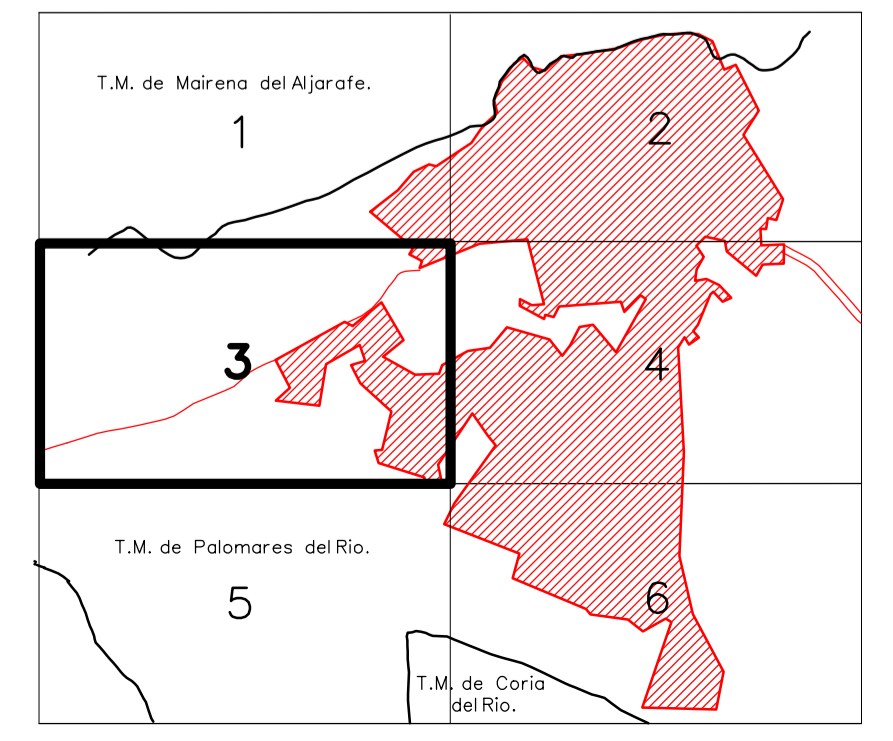 T.M. de Mairena del Aljarafe.
1
2
3
4
T.M. de Palomares del Rio.
5
6
T.M. de Coria
del Rio.